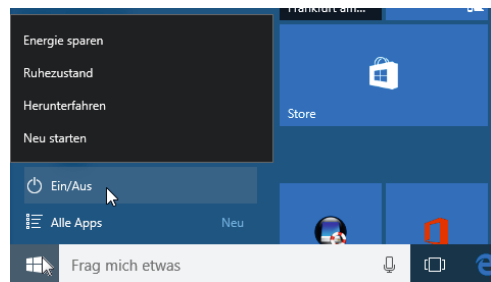 Frankfurt am...
Energie sparen
Ruhezustand
Herunterfahren
Neu starten
Store
Ein/Aus
Alle Apps Neu
Frag mich etwas